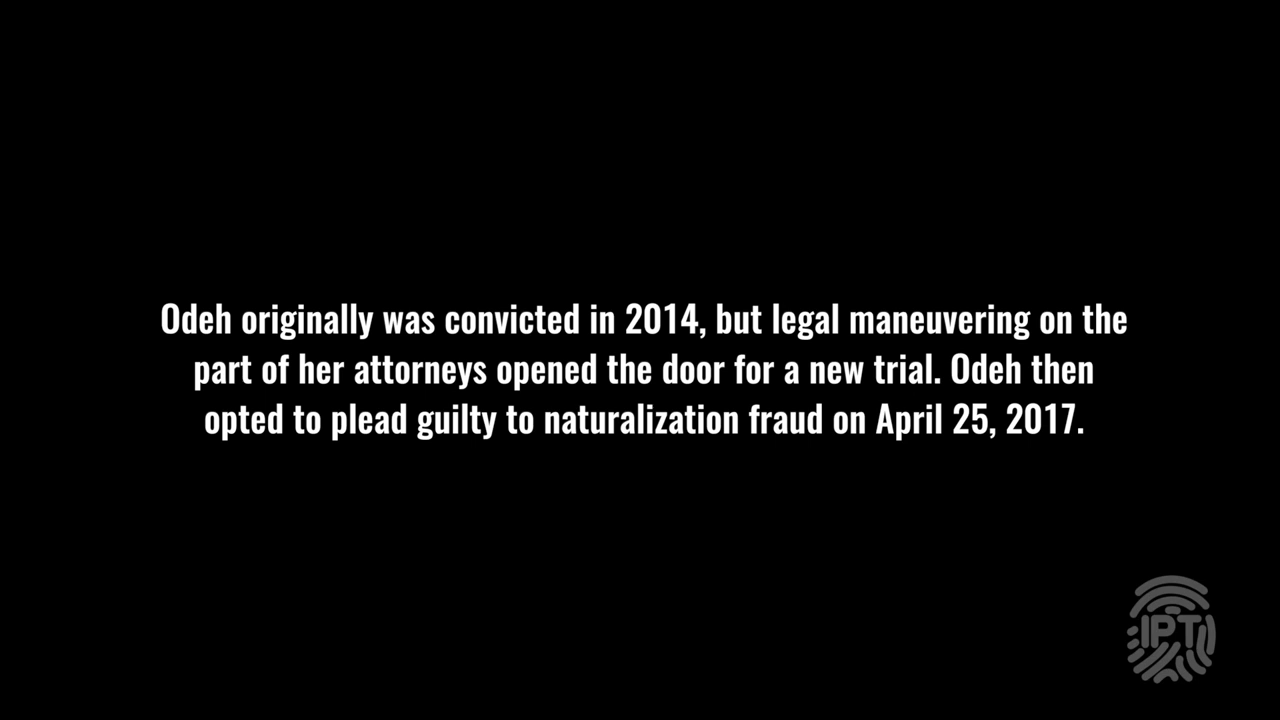 Odeh originally was convicted in 2014, but legal maneuvering on the
part of her attorneys opened the door for a new trial. Odeh then
opted to plead guilty to naturalization fraud on April 25, 2017.
IPT